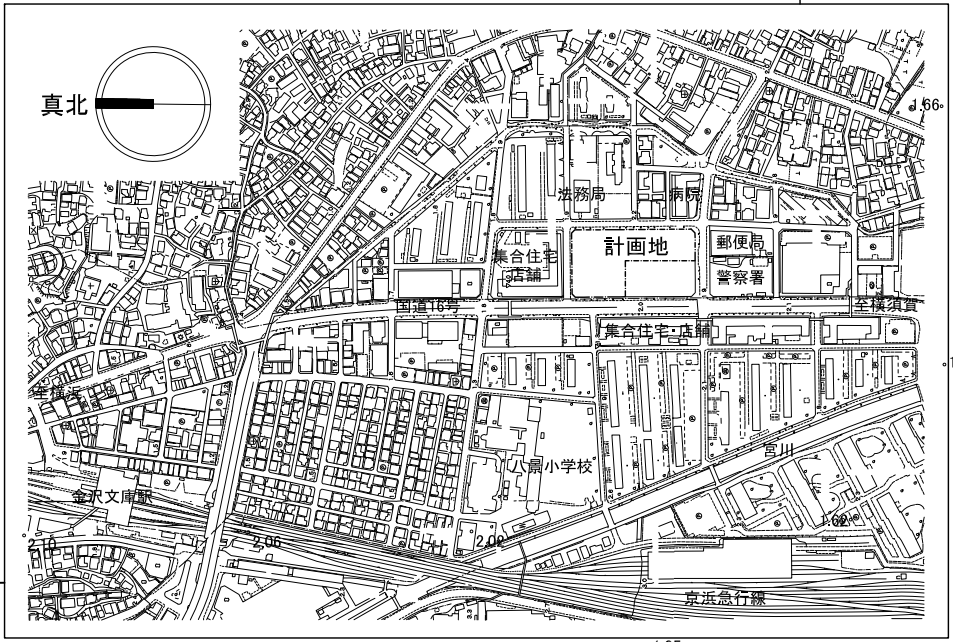 真北
1.66
法務局
病院
計画地
郵便局
集合住宅
店舗
警察署
国道16号
至横須賀
集合住宅・店舗
至横浜
宮川
八景小学校
金沢文庫駅
1.62
2.10
2.06
2.02
京浜急行線